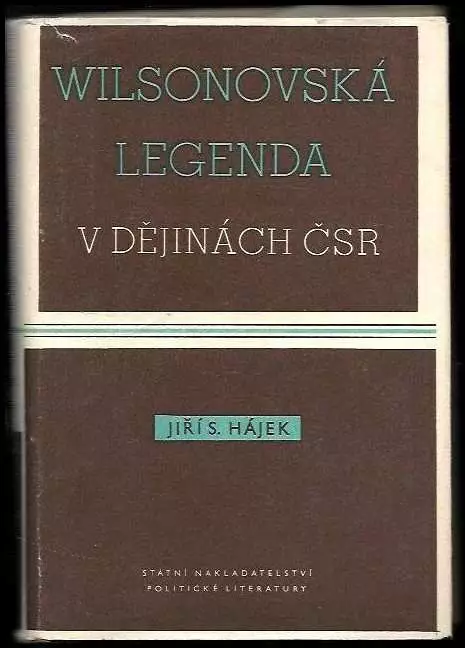 WILSONOVSKÁ
LEGENDA
V DĚJINÁCH ČSR
JIŘÍ S. HÁJEK
STÁTNÍ NAKLADATELSTVÍ
POLITICKÉ LITERATURY